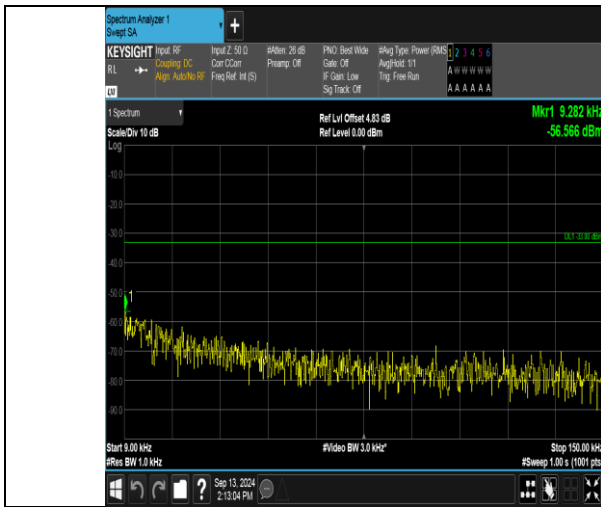 Spectrum Analyzer 1
Swept SA
+
KEYSIGHT Input: RF Input Z: 50 Ω #Atten: 26 dB PNO: Best Wide #Avg Type: Power (RMS 1 2 3 4 5 6
RL Coupling: DC Corr CCorr Preamp: Off Gate: Off Avg|Hold: 1/1 A W W W W W
Align: Auto/No RF Freq Ref: Int (S) IF Gain: Low Trig: Free Run
Sig Track: Off A A A A A A
1 Spectrum Ref Lvl Offset 4.83 dB Mkr1 9.282 kHz
Scale/Div 10 dB Ref Level 0.00 dBm -56.566 dBm
Log
-10.0
-20.0
-30.0
DL1 -33.00 dBm
-40.0
-50.0
1
-60.0
-70.0
-80.0
-90.0
Start 9.00 kHz #Video BW 3.0 kHz* Stop 150.00 kHz
#Res BW 1.0 kHz #Sweep 1.00 s (1001 pts
? Sep 13, 2024
2:13:04 PM